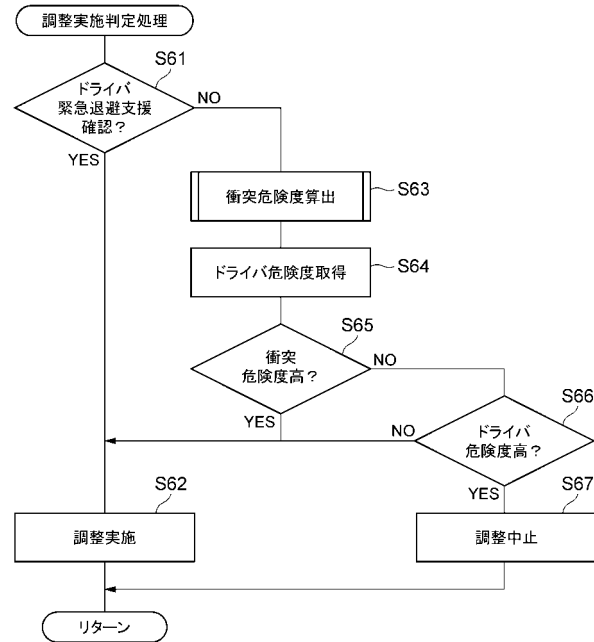 調整実施判定処理
S61
ドライバ
緊急退避支援
確認?
NO
YES
衝突危険度算出
S63
ドライバ危険度取得
S64
S65
衝突
危険度高?
NO
YES
S66
ドライバ
危険度高?
NO
YES
S62
調整実施
S67
調整中止
リターン